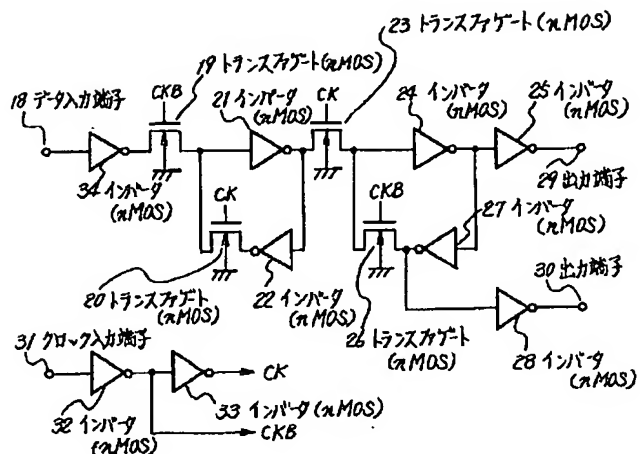 23 トランスファゲート(nMOS)
19 トランスファゲート(nMOS)
18 データ入力端子
CKB
21 インバータ
(nMOS)
CK
24 インバータ
(nMOS)
25 インバータ
(nMOS)
34 インバータ
(nMOS)
29 出力端子
CK
CKB
27 インバータ
(nMOS)
20 トランスファゲート
(nMOS)
22 インバータ
(nMOS)
26 トランスファゲート
(nMOS)
30 出力端子
28 インバータ
(nMOS)
31 クロック入力端子
CK
33 インバータ(nMOS)
32 インバータ
(nMOS)
CKB